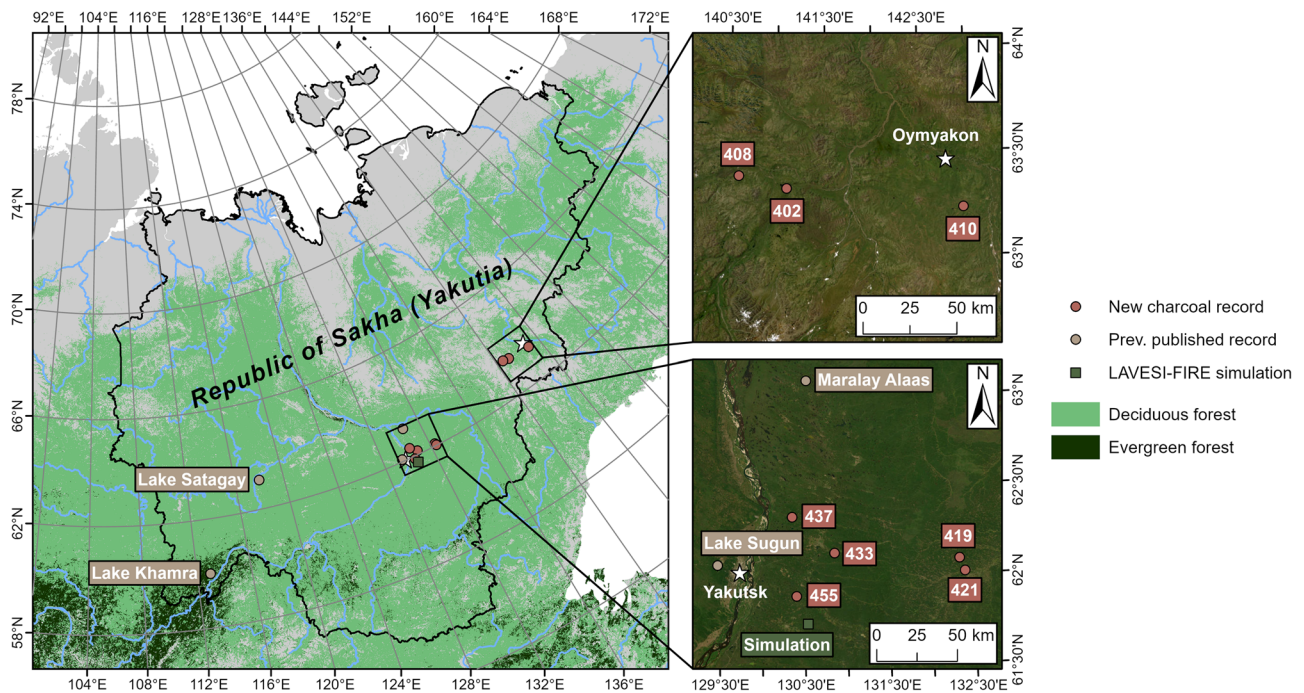 92°E 104°E 116°E 128°E 136°E 144°E 152°E 160°E 164°E 168°E 172°E
78°N
74°N
70°N
66°N
62°N
58°N
Republic of Sakha (Yakutia)
Lake Satagay
Lake Khamra
104°E 108°E 112°E 116°E 120°E 124°E 128°E 132°E 136°E
140°30'E 141°30'E 142°30'E
64°N
63°30'N
63°N
N
Oymyakon
408
402
410
0 25 50 km
63°N
62°30'N
62°N
61°30'N
N
Maralay Alaas
437
419
Lake Sugun
433
Yakutsk
421
455
Simulation
0 25 50 km
129°30'E 130°30'E 131°30'E 132°30'E
New charcoal record
Prev. published record
LAVESI-FIRE simulation
Deciduous forest
Evergreen forest